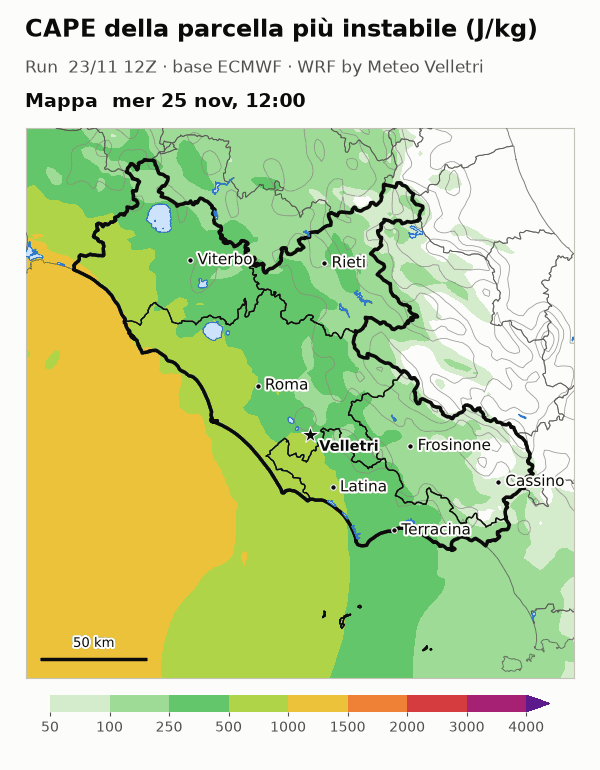 CAPE della parcella più instabile (J/kg)
Run  23/11 12Z · base ECMWF · WRF by Meteo Velletri
Mappa  mer 25 nov, 12:00
Viterbo
Rieti
Roma
Velletri
Frosinone
Latina
Cassino
Terracina
50 km
50 100 250 500 1000 1500 2000 3000 4000